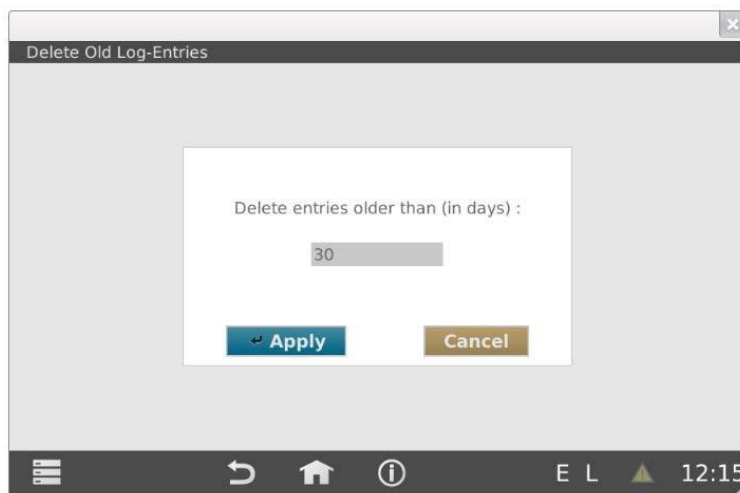 Delete Old Log-Entries
Delete entries older than (in days) :
30
Apply
Cancel
E L
12:15